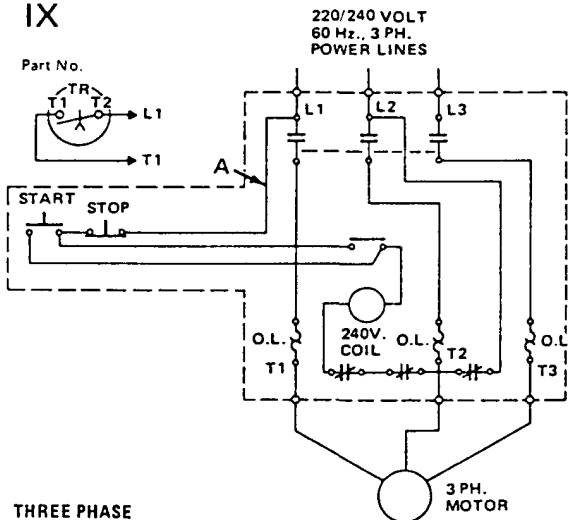 IX
220/240 VOLT
60 Hz., 3 PH.
POWER LINES
Part No.
TR
T1 T2
L1
T1
L1
L2
L3
A
START
STOP
O.L.
240V.
COIL
O.L.
O.L
T1
T2
T3
3 PH.
MOTOR
THREE PHASE